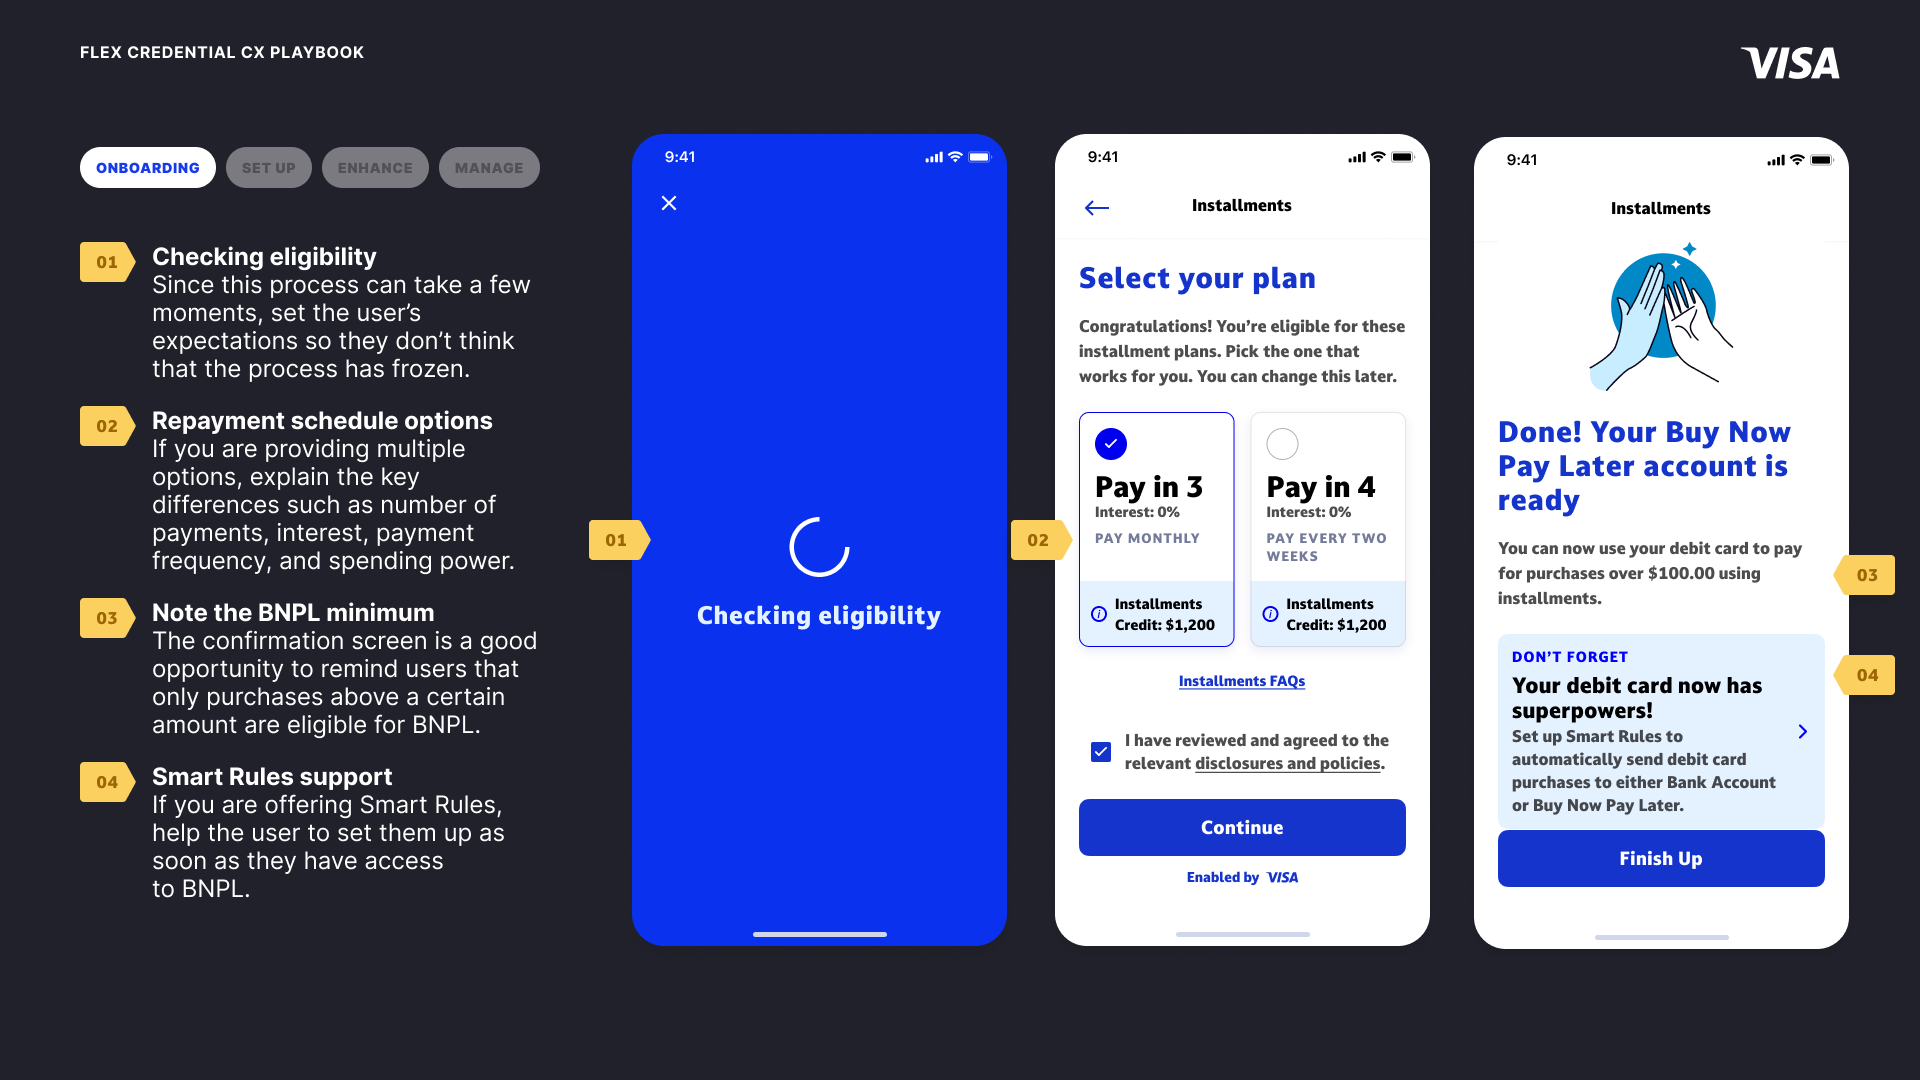 FLEX CREDENTIAL CX PLAYBOOK
VISA
ONBOARDING
SET UP
ENHANCE
MANAGE
01
Checking eligibility
Since this process can take a few
moments, set the user’s
expectations so they don’t think
that the process has frozen.
02
Repayment schedule options
If you are providing multiple
options, explain the key
differences such as number of
payments, interest, payment
frequency, and spending power.
03
Note the BNPL minimum
The confirmation screen is a good
opportunity to remind users that
only purchases above a certain
amount are eligible for BNPL.
04
Smart Rules support
If you are offering Smart Rules,
help the user to set them up as
soon as they have access
to BNPL.
9:41
01
Checking eligibility
9:41
Installments
Select your plan
Congratulations! You’re eligible for these
installment plans. Pick the one that
works for you. You can change this later.
02
Pay in 3
Interest: 0%
PAY MONTHLY
Installments
Credit: $1,200
Pay in 4
Interest: 0%
PAY EVERY TWO
WEEKS
Installments
Credit: $1,200
Installments FAQs
I have reviewed and agreed to the
relevant disclosures and policies.
Continue
Enabled by VISA
9:41
Installments
Done! Your Buy Now
Pay Later account is
ready
You can now use your debit card to pay
for purchases over $100.00 using
installments.
03
DON’T FORGET
Your debit card now has
superpowers!
Set up Smart Rules to
automatically send debit card
purchases to either Bank Account
or Buy Now Pay Later.
04
Finish Up